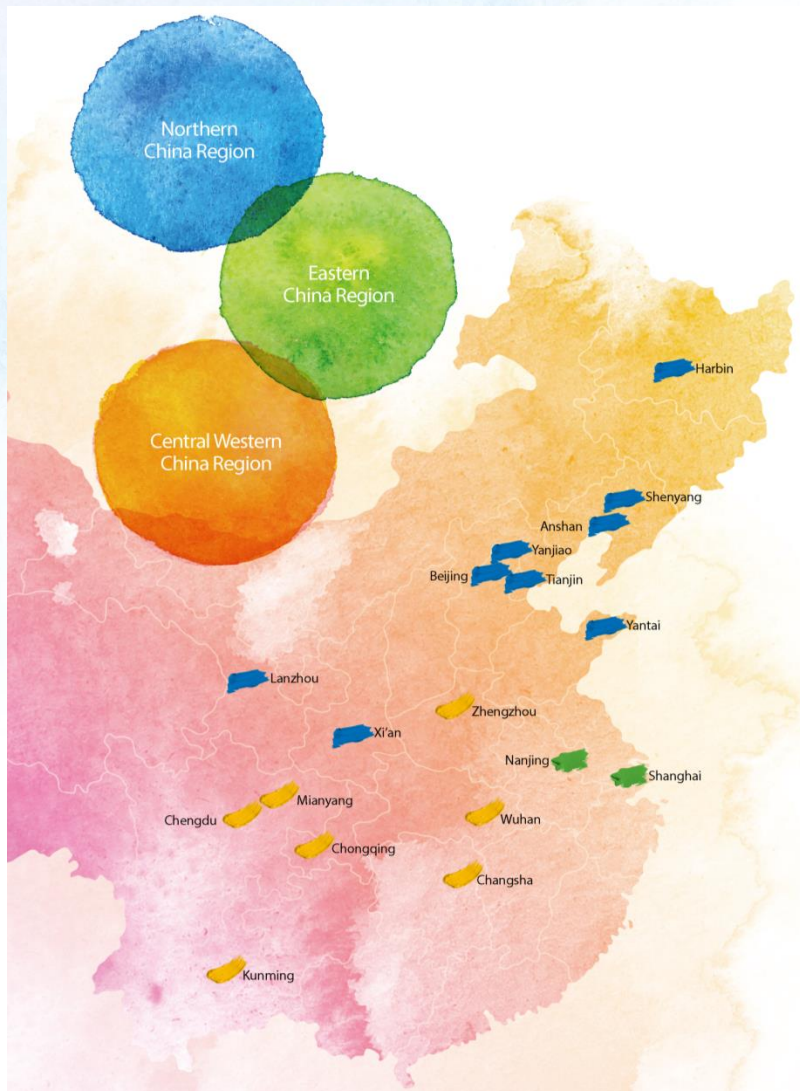 Northern
China Region
Eastern
China Region
Central Western
China Region
Harbin
Shenyang
Anshan
Yanjiao
Beijing
Tianjin
Yantai
Lanzhou
Zhengzhou
Xi'an
Nanjing
Shanghai
Mianyang
Chengdu
Wuhan
Chongqing
Changsha
Kunming